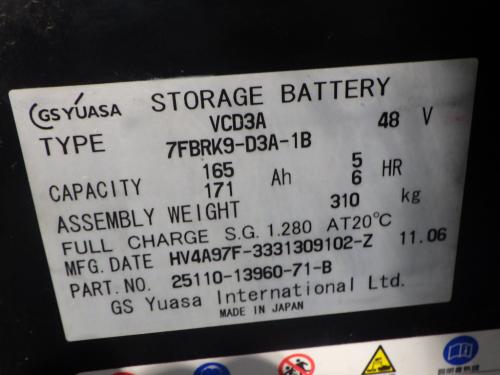 GS YUASA STORAGE BATTERY
VCD3A 48 V
TYPE 7FBRK9-D3A-1B
165 5
CAPACITY 171 Ah 6 HR
ASSEMBLY WEIGHT 310 kg
FULL CHARGE S.G. 1.280 AT20℃
MFG. DATE HV4A97F-3331309102-Z 11.06
PART.NO. 25110-13960-71-B
GS Yuasa International Ltd.
MADE IN JAPAN